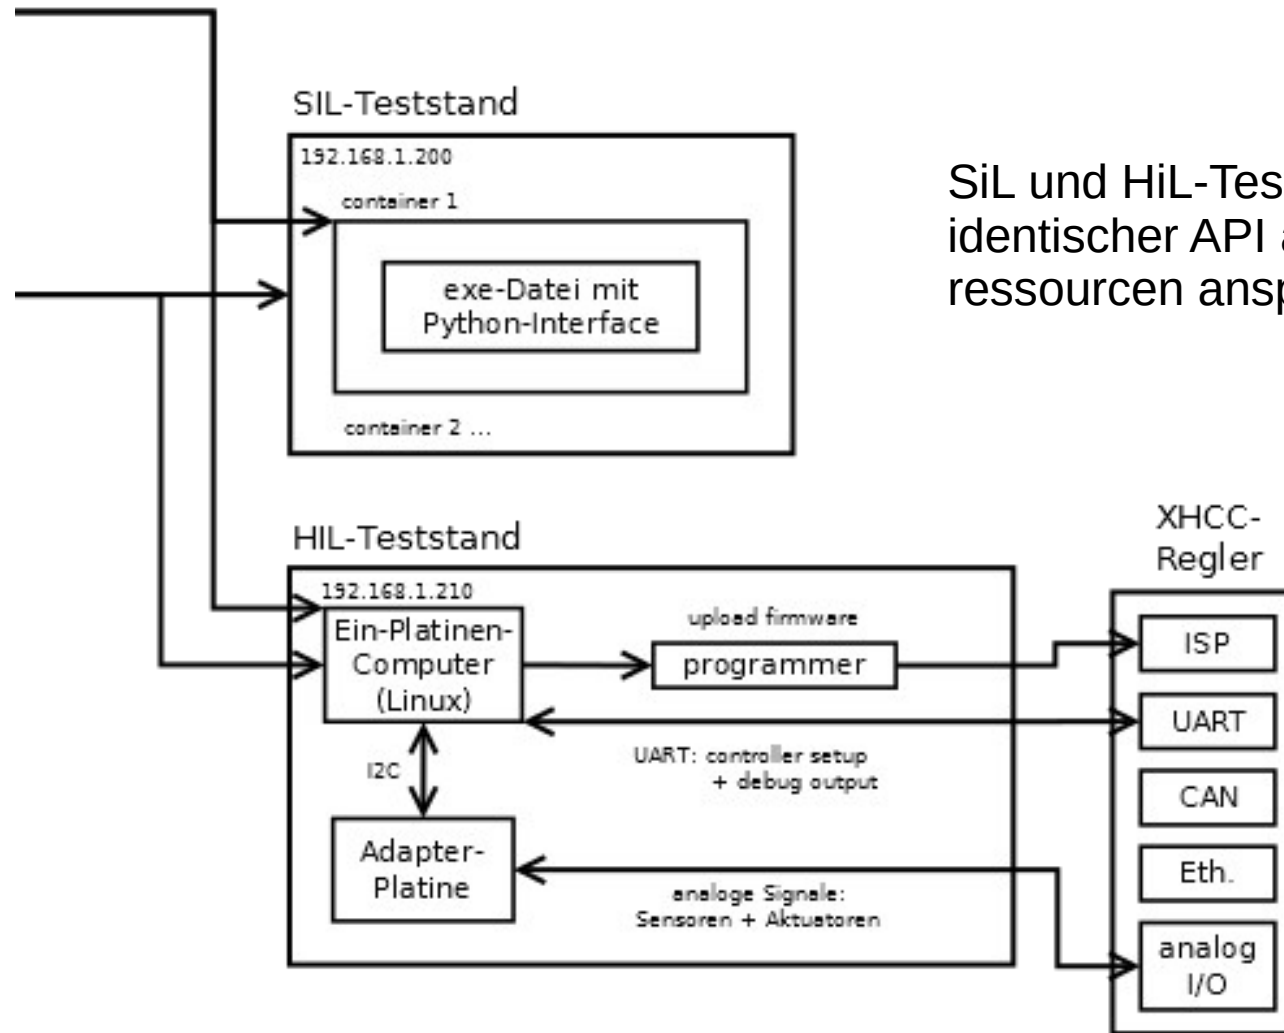 SIL-Teststand
192.168.1.200
container 1
exe-Datei mit
Python-Interface
container 2 ...
SiL und HiL-Tes
identischer API
ressourcen
HIL-Teststand
192.168.1.210
Ein-Platinen-
Computer
(Linux)
upload firmware
programmer
UART: controller setup
+ debug output
I2C
Adapter-
Platine
analoge Signale:
Sensoren + Aktuatoren
XHCC-
Regler
ISP
UART
CAN
Eth.
analog
I/O